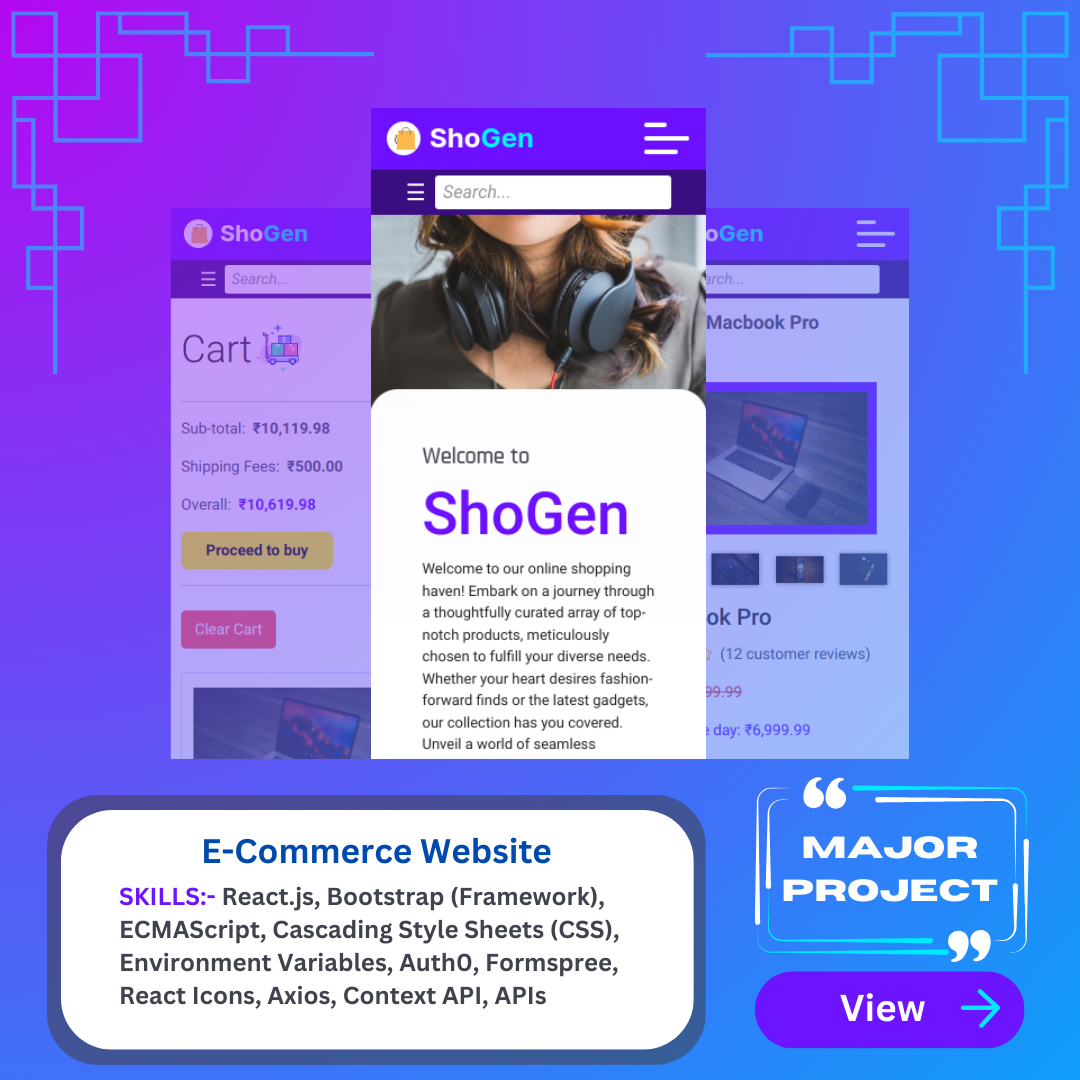 ShoGen
Search...
Welcome to
ShoGen
Welcome to our online shopping
haven! Embark on a journey through
a thoughtfully curated array of top-
notch products, meticulously
chosen to fulfill your diverse needs.
Whether your heart desires fashion-
forward finds or the latest gadgets,
our collection has you covered.
Unveil a world of seamless
ShoGen
Search...
Cart
Sub-total: ₹10,119.98
Shipping Fees: ₹500.00
Overall: ₹10,619.98
Proceed to buy
Clear Cart
oGen
arch...
Macbook Pro
ok Pro
(12 customer reviews)
99.99
e day: ₹6,999.99
E-Commerce Website
SKILLS:- React.js, Bootstrap (Framework),
ECMAScript, Cascading Style Sheets (CSS),
Environment Variables, Auth0, Formspree,
React Icons, Axios, Context API, APIs
❝
MAJOR
PROJECT
❞
View